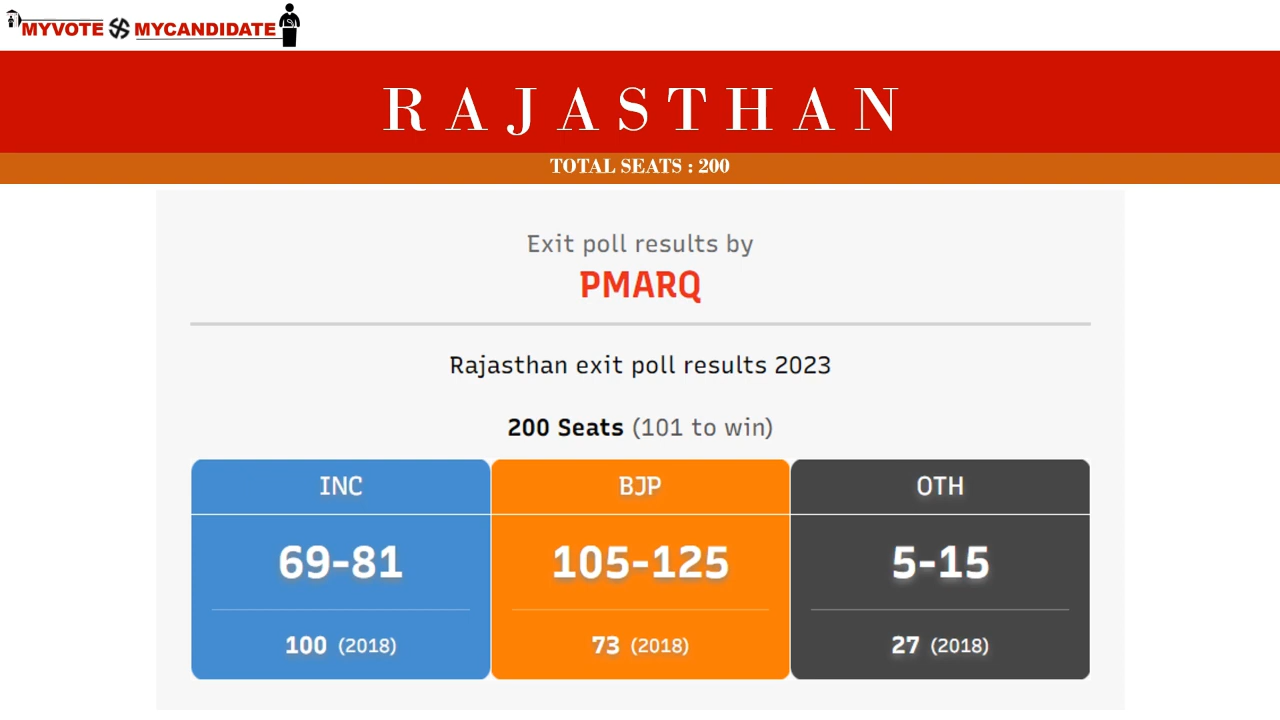 MYVOTE MYCANDIDATE
RAJASTHAN
TOTAL SEATS : 200
Exit poll results by
PMARQ
Rajasthan exit poll results 2023
200 Seats (101 to win)
INC BJP OTH
69-81 105-125 5-15
100 (2018) 73 (2018) 27 (2018)